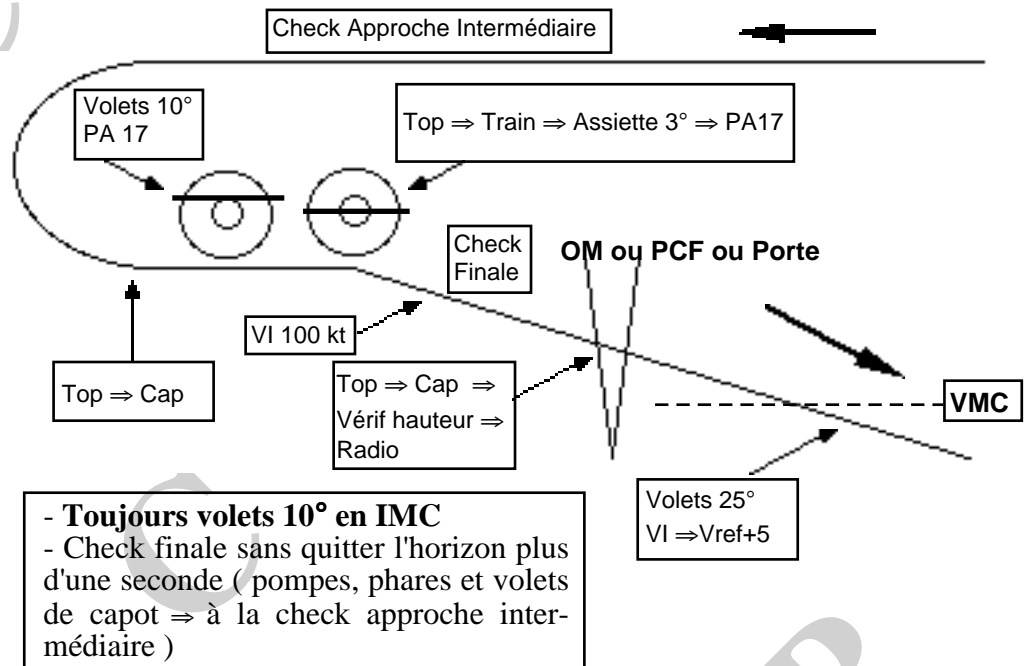 Check Approche Intermédiaire
Volets 10°
PA 17
Top ⇒ Train ⇒ Assiette 3° ⇒ PA17
Check
Finale
OM ou PCF ou Porte
VI 100 kt
Top ⇒ Cap
Top ⇒ Cap ⇒
Vérif hauteur ⇒
Radio
VMC
Volets 25°
VI ⇒Vref+5
- Toujours volets 10° en IMC
- Check finale sans quitter l'horizon plus
d'une seconde ( pompes, phares et volets
de capot ⇒ à la check approche inter-
médiaire )